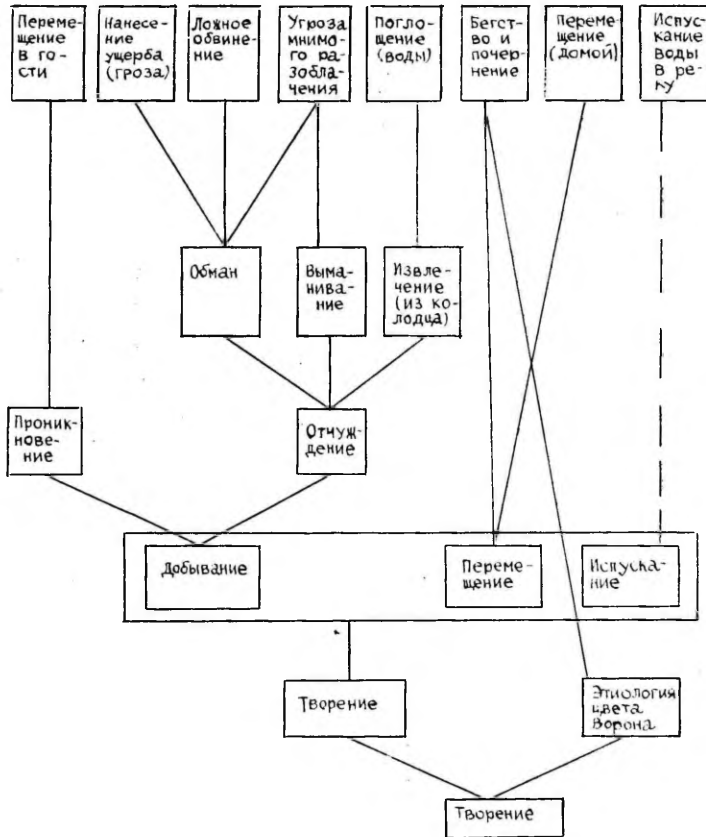 Переме-
щение
в го-
сти
Нанесе-
ние
ущерба
(гроза)
Ложное
обвине-
ние
Угроза
мнимого ра-
зобла-
чения
Погло-
щение
(воды)
Бегст-
во и
почер-
нение
Переме-
щение
(домой)
Испус-
кание
воды
в ре-
ку
Обман
Выма-
нива-
ние
Извле-
чение
(из ко-
лодца)
Проник-
нове-
ние
Отчуж-
дение
Добывание
Переме-
щение
Испуска-
ние
Творение
Этиология
цвета
Ворона
Творение